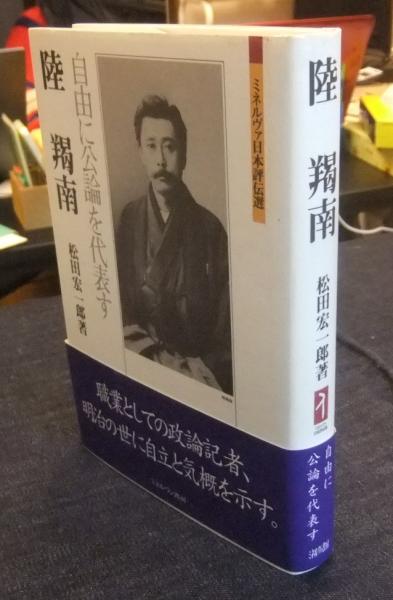 ミネルヴァ日本評伝選
陸
羯南
自由に公論を代表す
松田宏一郎著
職業としての政論記者、
明治の世に自立と気概を示す。
陸
羯南
松田宏一郎著
自由に
公論を代表す